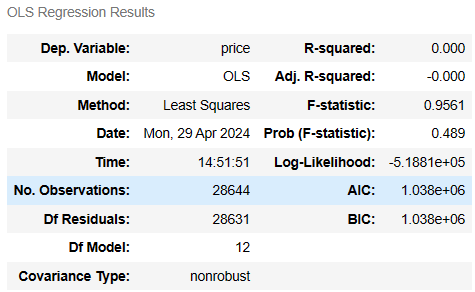 OLS Regression Results
Dep. Variable: price R-squared: 0.000
Model: OLS Adj. R-squared: -0.000
Method: Least Squares F-statistic: 0.9561
Date: Mon, 29 Apr 2024 Prob (F-statistic): 0.489
Time: 14:51:51 Log-Likelihood: -5.1881e+05
No. Observations: 28644 AIC: 1.038e+06
Df Residuals: 28631 BIC: 1.038e+06
Df Model: 12
Covariance Type: nonrobust